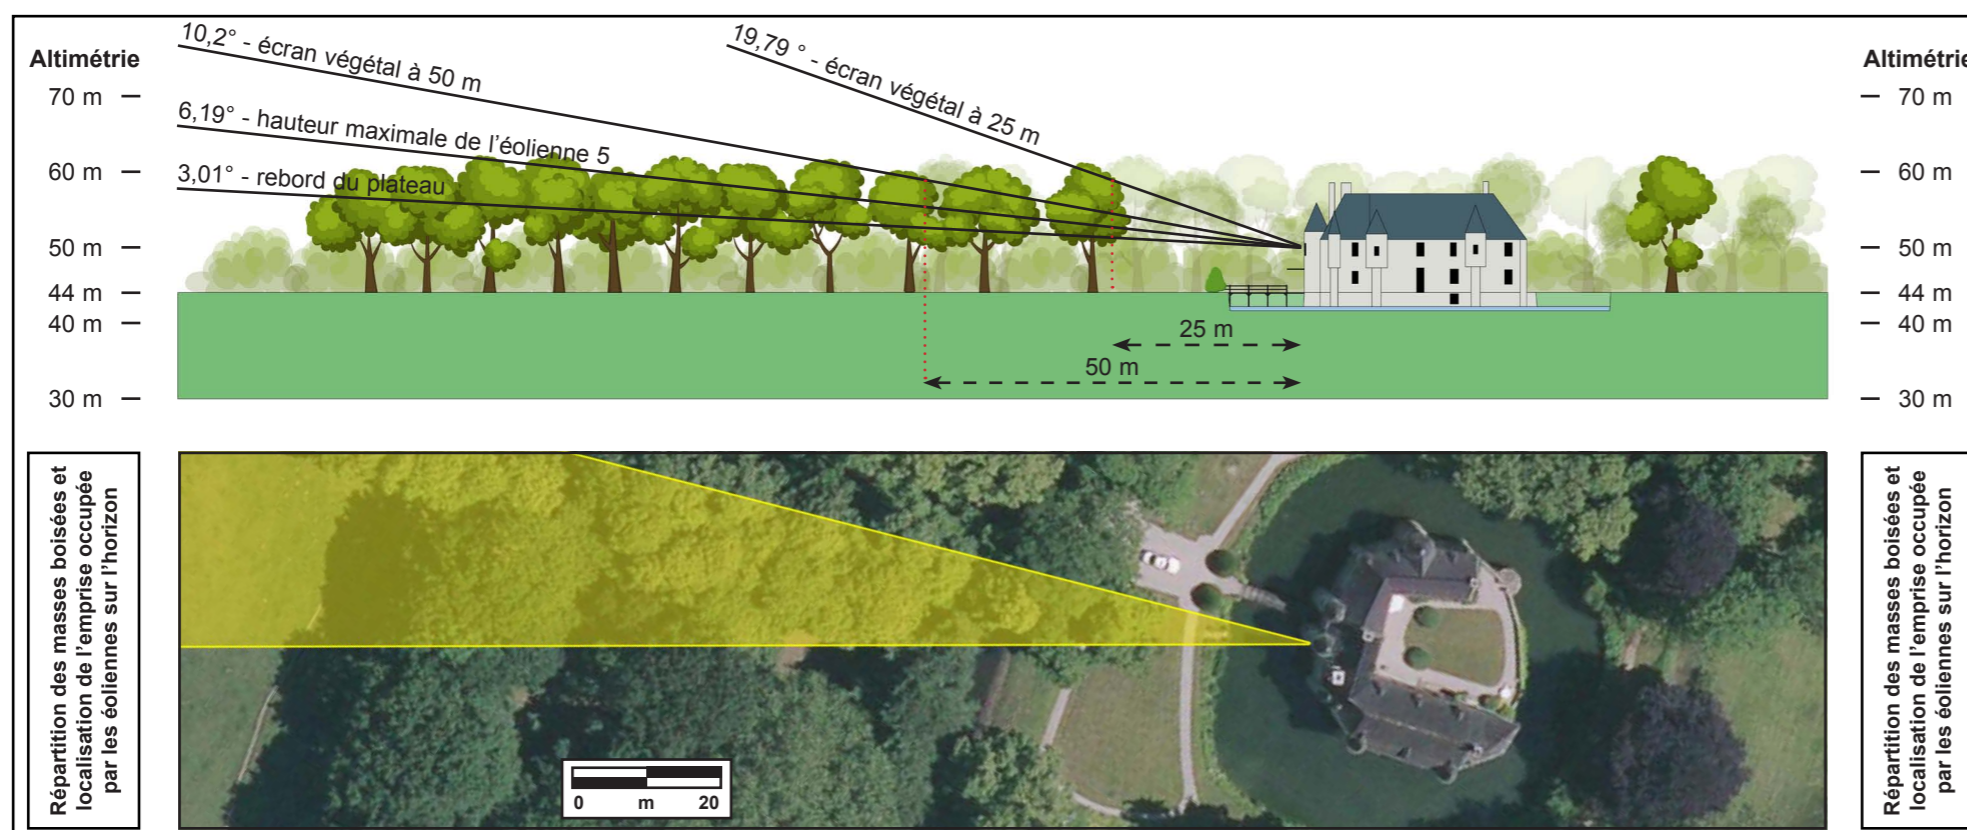 Altimétrie
70 m
60 m
50 m
44 m
40 m
30 m
10,2° - écran végétal à 50 m
6,19° - hauteur maximale de l'éolienne 5
3,01° - rebord du plateau
19,79 ° - écran végétal à 25 m
25 m
50 m
Altimétrie
70 m
60 m
50 m
44 m
40 m
30 m
Répartition des masses boisées et
localisation de l'emprise occupée
par les éoliennes sur l'horizon
0 m 20
Répartition des masses boisées et
localisation de l'emprise occupée
par les éoliennes sur l'horizon